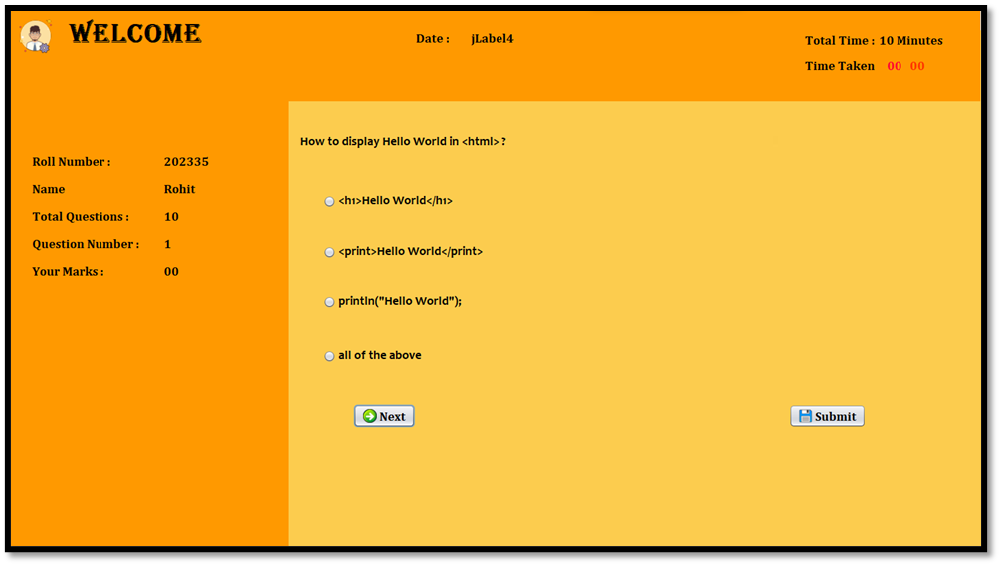 WELCOME
Date : jLabel4
Total Time : 10 Minutes
Time Taken 00 00
Roll Number : 202335
Name Rohit
Total Questions : 10
Question Number : 1
Your Marks : 00
How to display Hello World in <html> ?
<h1>Hello World</h1>
<print>Hello World</print>
println("Hello World");
all of the above
Next
Submit